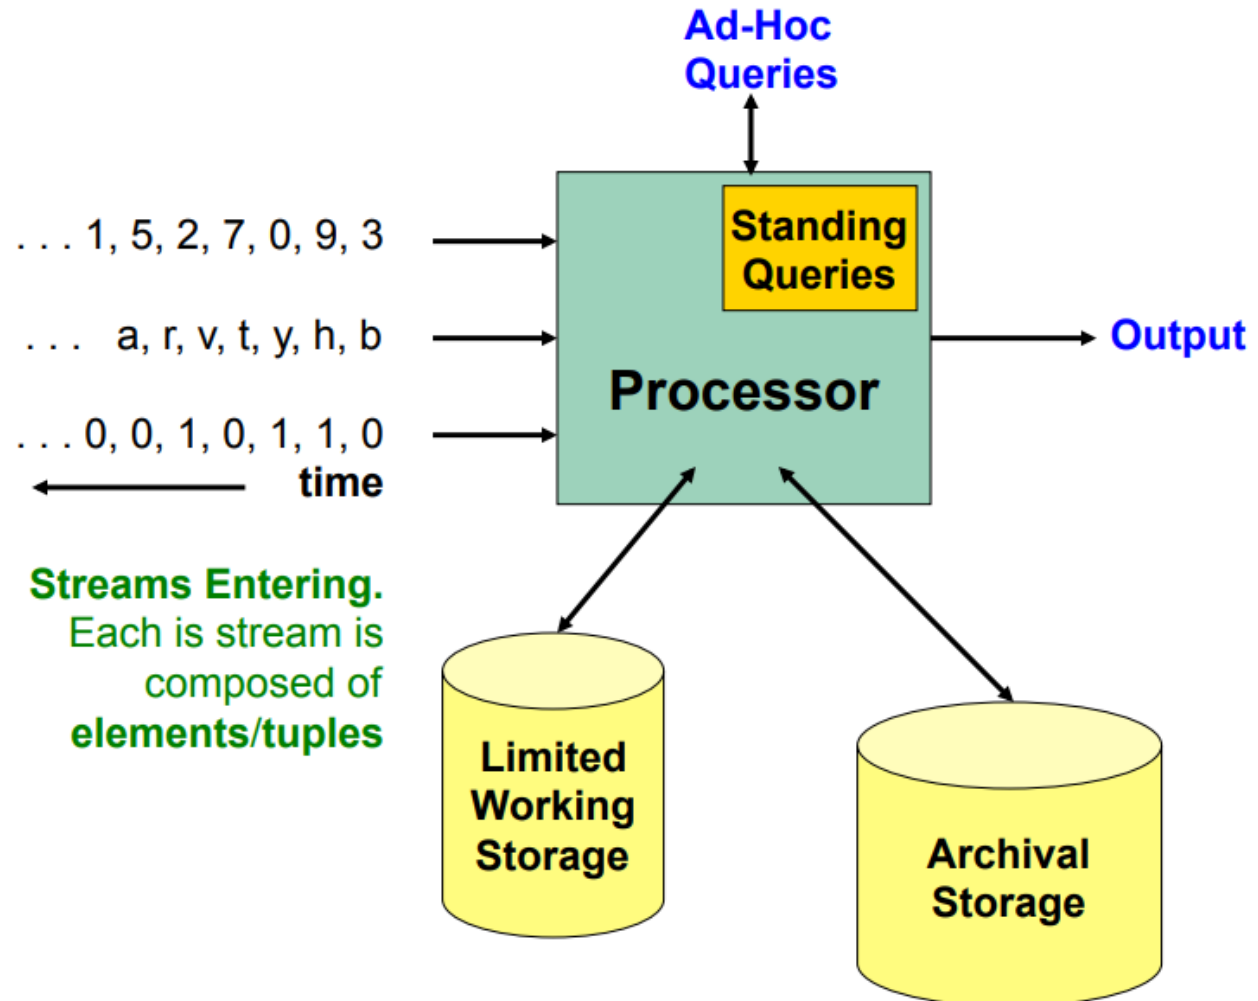 Ad-Hoc
Queries
. . . 1, 5, 2, 7, 0, 9, 3
. . . a, r, v, t, y, h, b
. . . 0, 0, 1, 0, 1, 1, 0
time
Streams Entering.
Each is stream is
composed of
elements/tuples
Standing
Queries
Processor
Output
Limited
Working
Storage
Archival
Storage